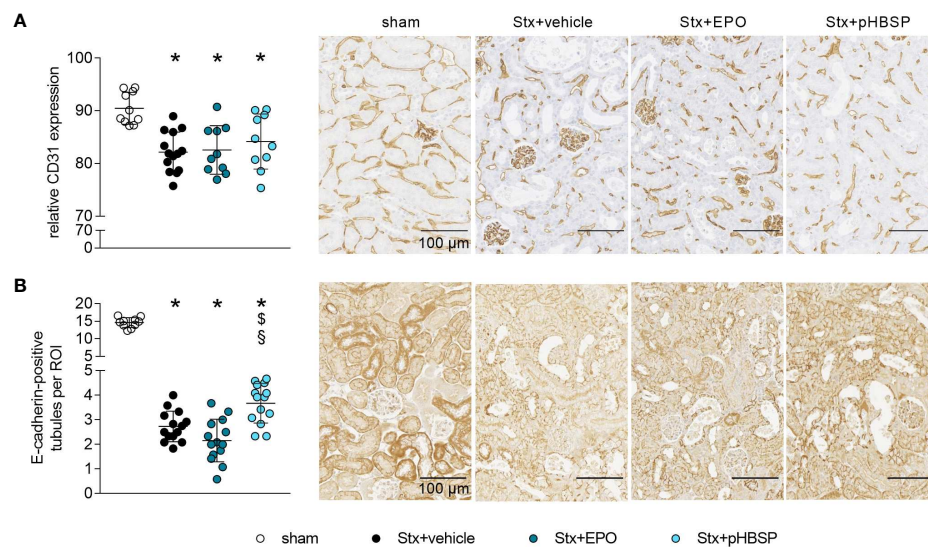 sham Stx+vehicle Stx+EPO Stx+pHBSP
A
relative CD31 expression
100
90
80
70
70
0
* * *
100 µm
B
E-cadherin-positive
tubules per ROI
20
15
10
5
5
4
3
2
1
0
* * *
$
§
100 µm
sham Stx+vehicle Stx+EPO Stx+pHBSP